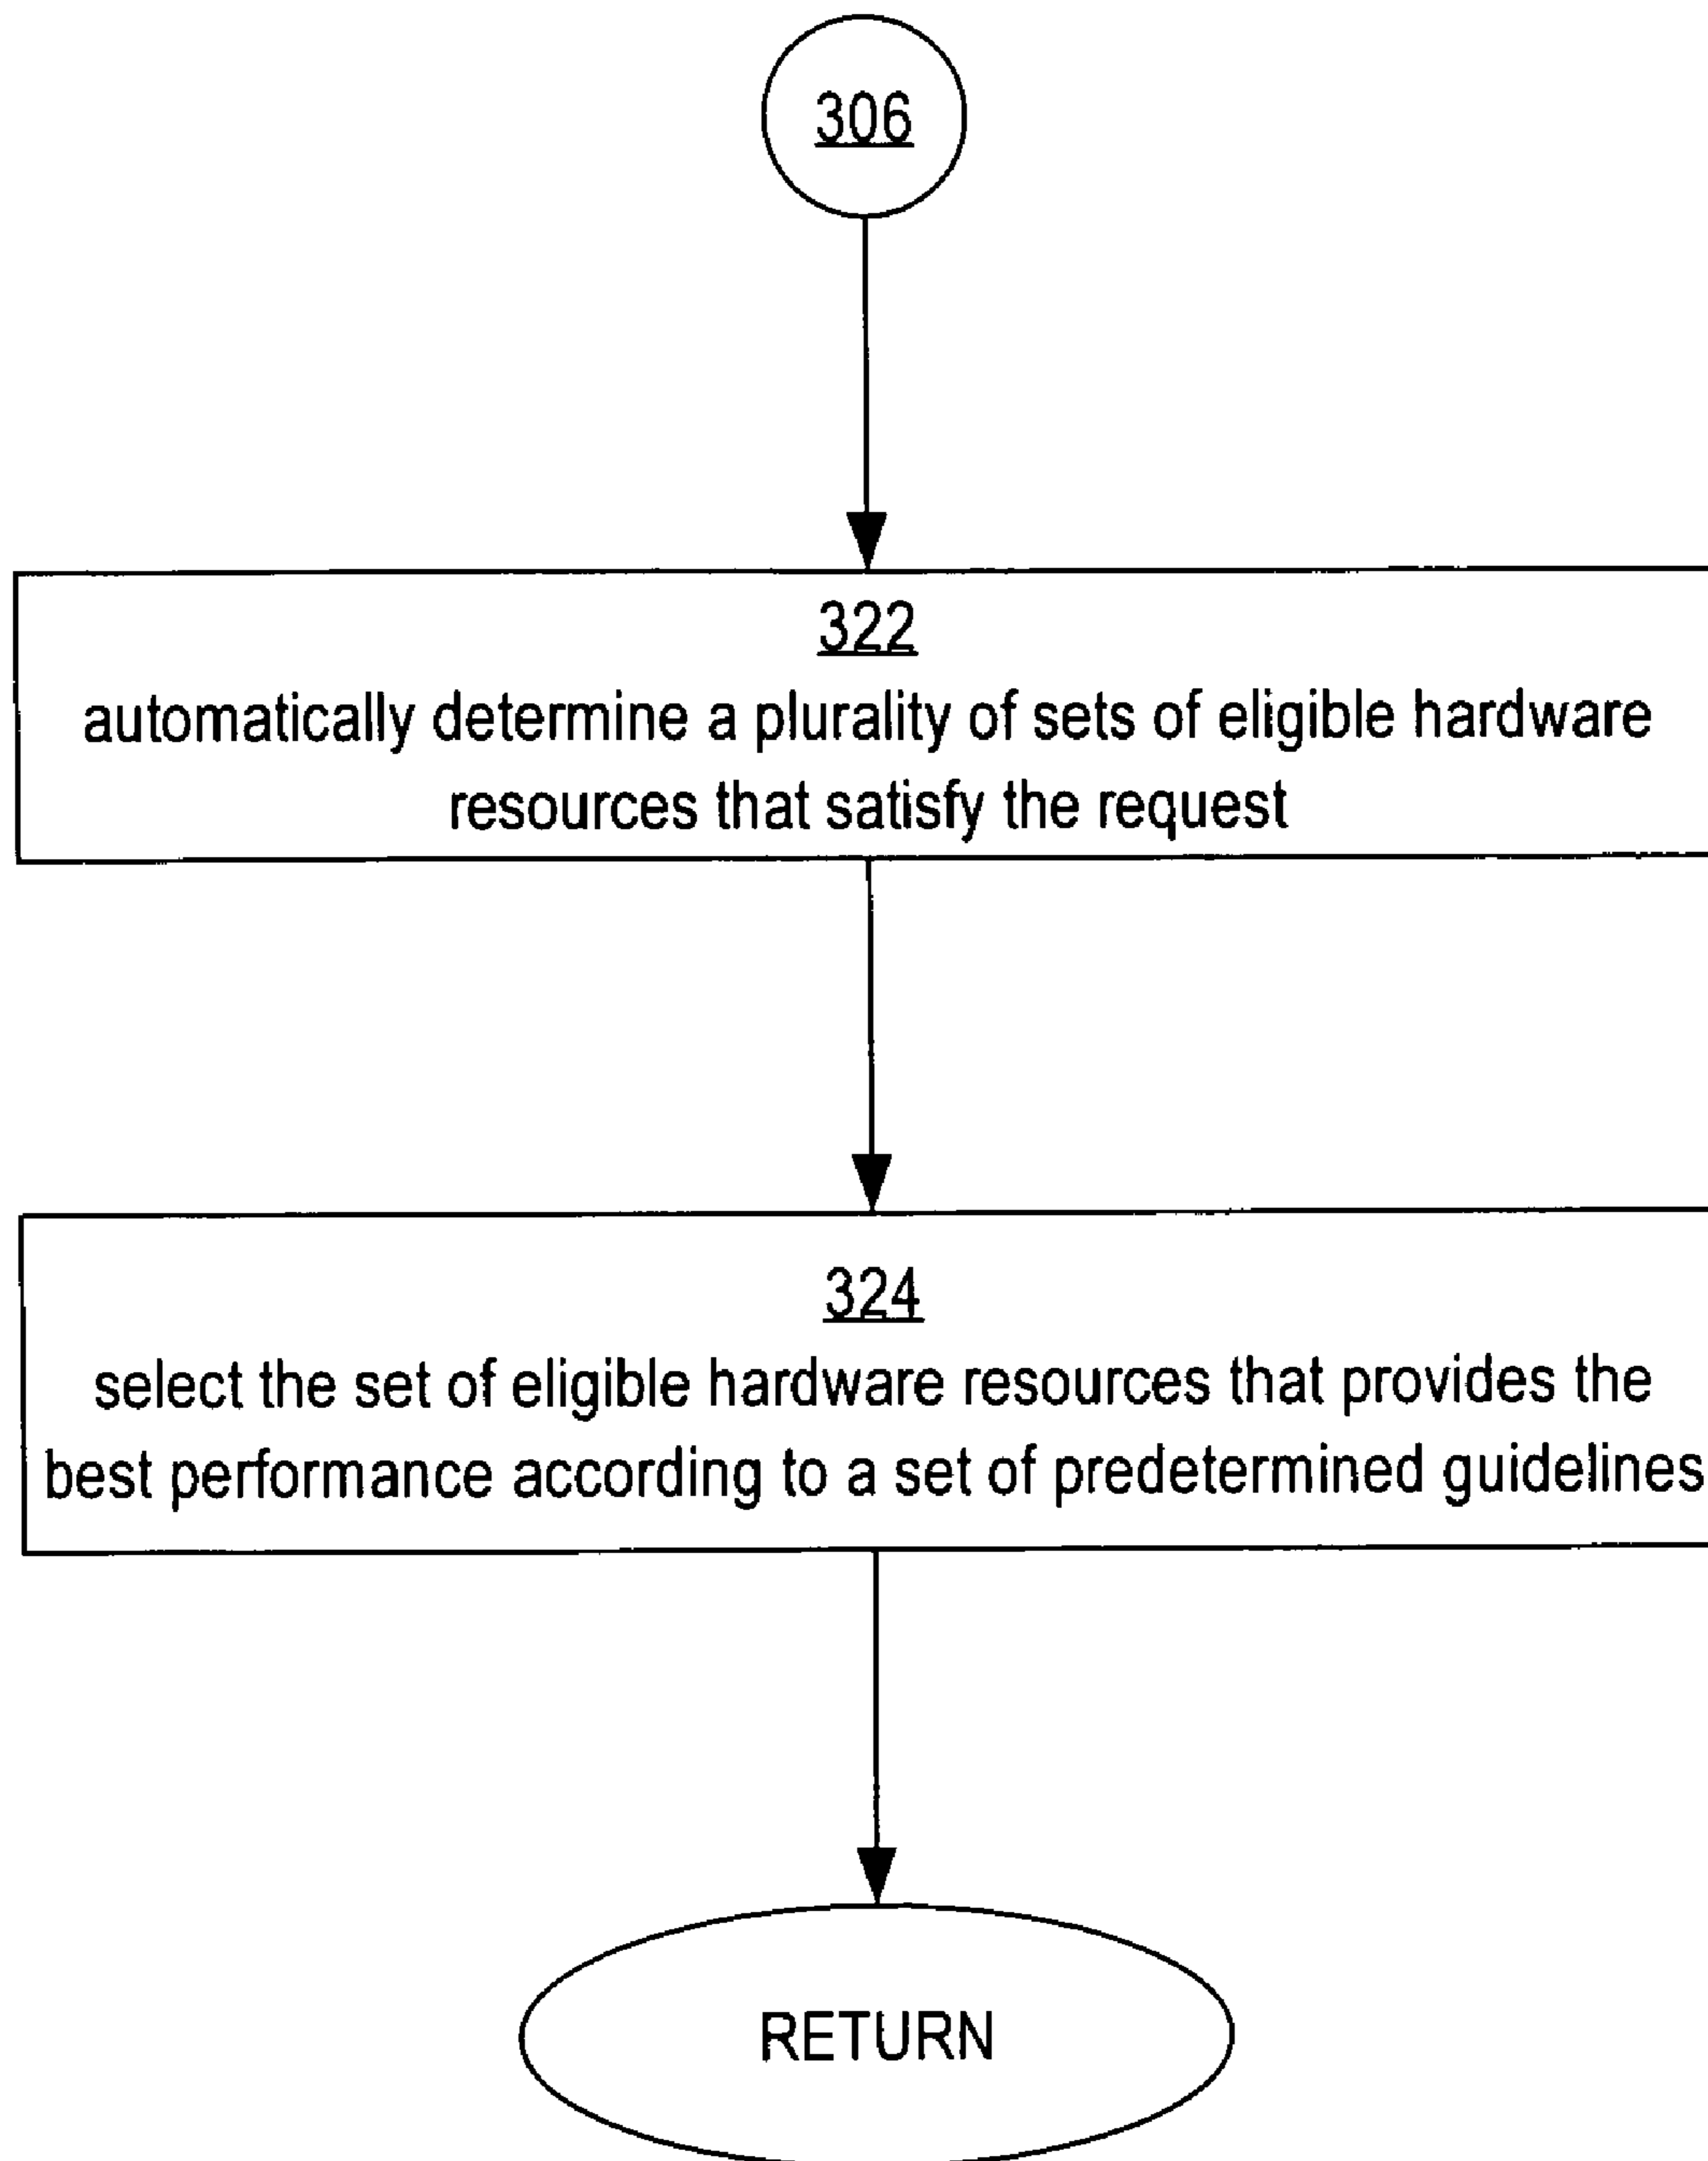 306
322
automatically determine a plurality of sets of eligible hardware
resources that satisfy the request
324
select the set of eligible hardware resources that provides the
best performance according to a set of predetermined guidelines
RETURN